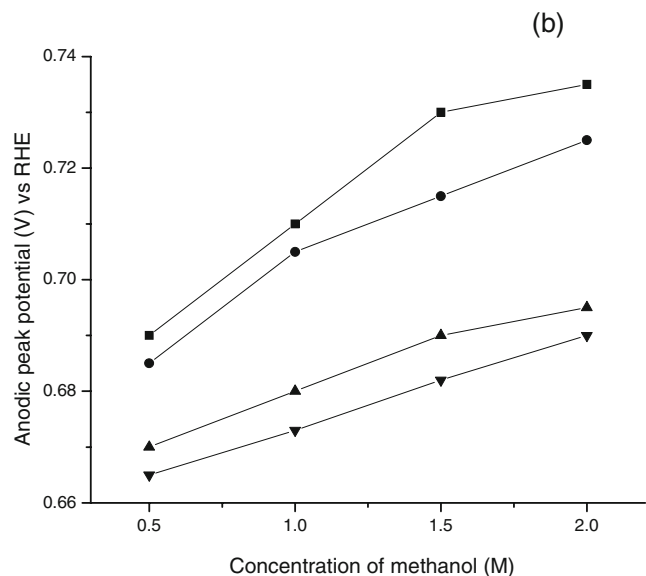 (b)
0.74
0.72
0.70
0.68
0.66
Anodic peak potential (V) vs RHE
0.5 1.0 1.5 2.0
Concentration of methanol (M)